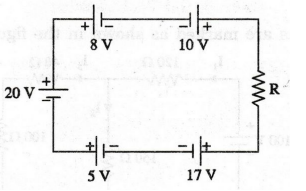 + − + −
8 V 10 V
+
20 V
−
R
+ − + −
5 V 17 V